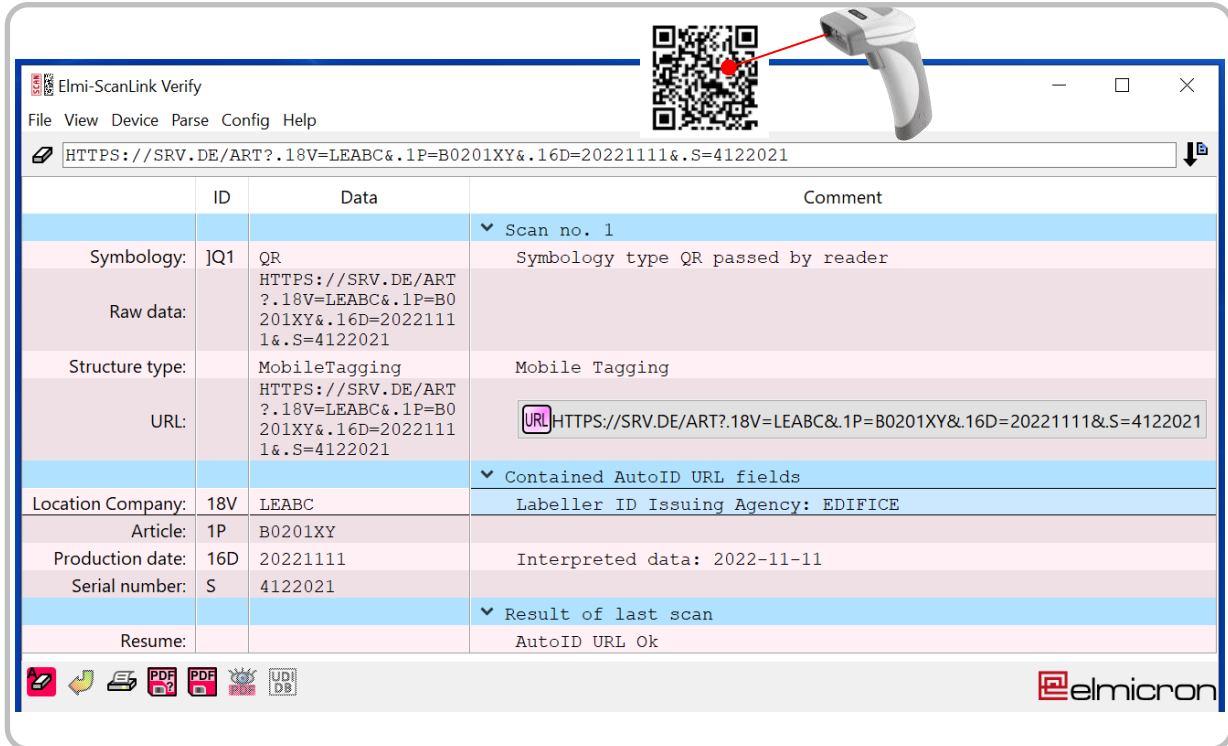 SCAN
Elmi-ScanLink Verify
File View Device Parse Config Help
HTTPS://SRV.DE/ART?.18V=LEABC&.1P=B0201XY&.16D=20221111&.S=4122021
ID Data Comment
Scan no. 1
Symbology: ]Q1 QR Symbology type QR passed by reader
Raw data:
HTTPS://SRV.DE/ART
?.18V=LEABC&.1P=B0
201XY&.16D=2022111
1&.S=4122021
Structure type: MobileTagging Mobile Tagging
URL:
HTTPS://SRV.DE/ART
?.18V=LEABC&.1P=B0
201XY&.16D=2022111
1&.S=4122021
URL HTTPS://SRV.DE/ART?.18V=LEABC&.1P=B0201XY&.16D=20221111&.S=4122021
Contained AutoID URL fields
Location Company: 18V LEABC Labeller ID Issuing Agency: EDIFICE
Article: 1P B0201XY
Production date: 16D 20221111 Interpreted data: 2022-11-11
Serial number: S 4122021
Result of last scan
Resume: AutoID URL Ok
A PDF ? PDF PDF UDI
DB
elmicron